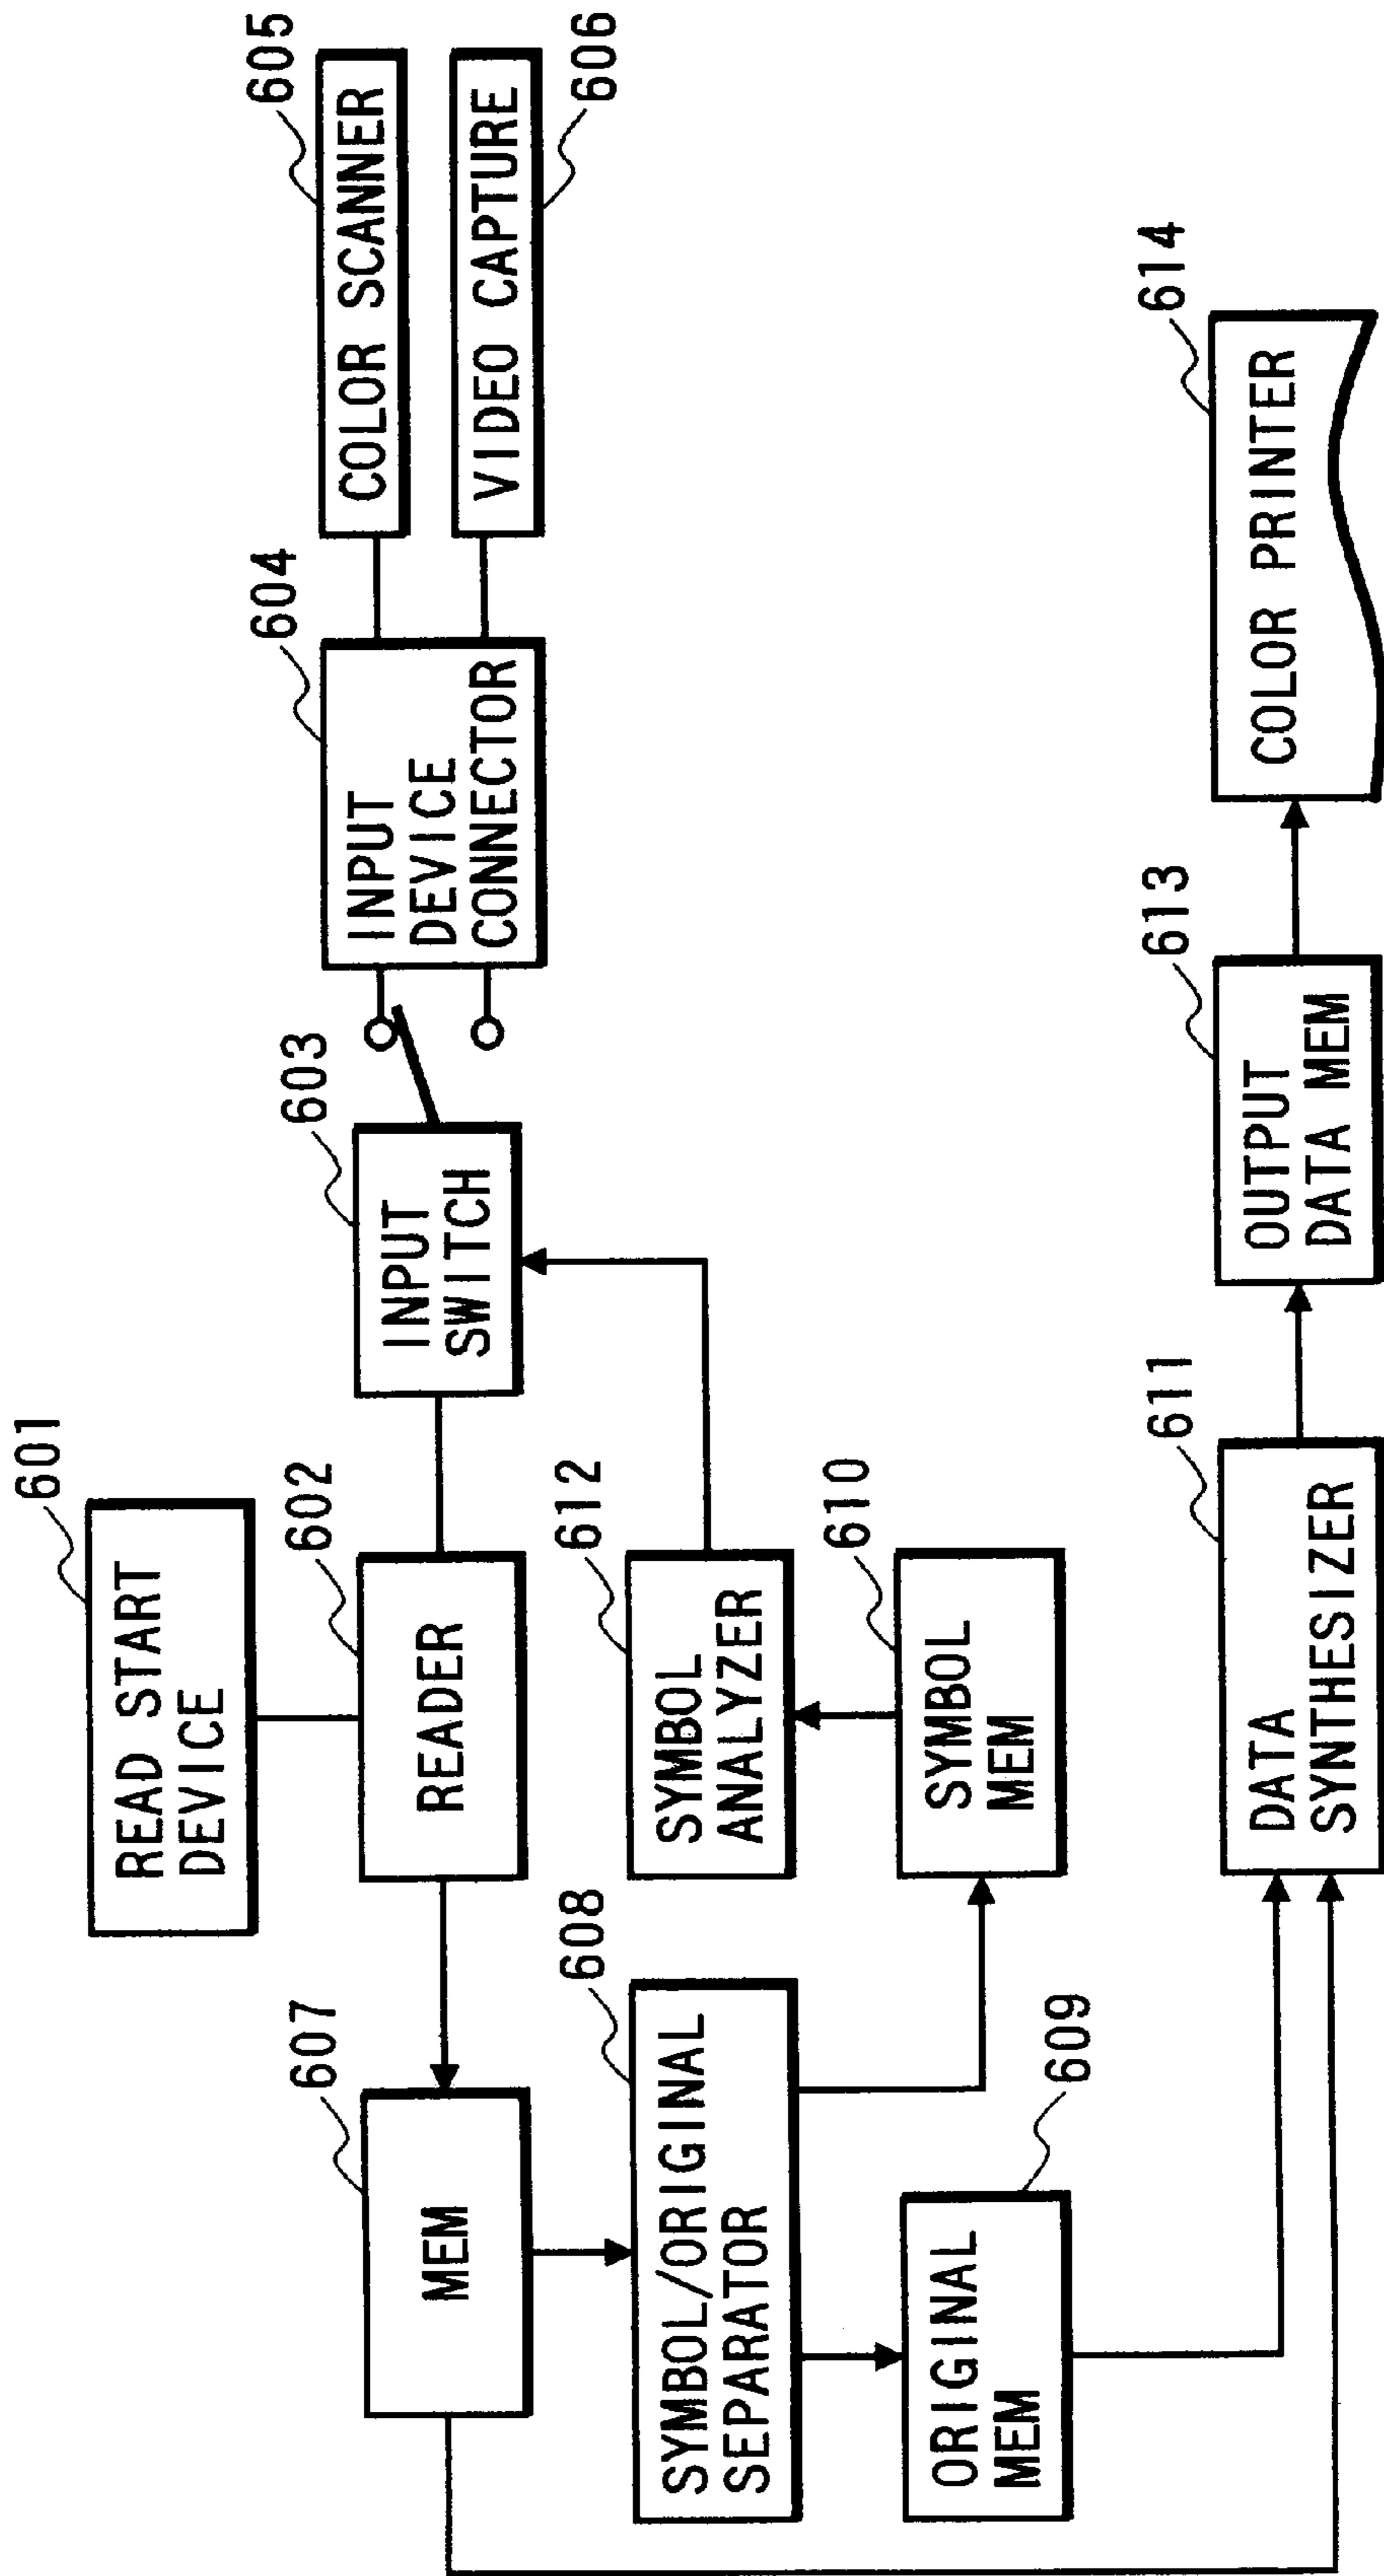 601
READ START
DEVICE
607
MEM
602
READER
603
INPUT
SWITCH
604
INPUT
DEVICE
CONNECTOR
605
COLOR SCANNER
VIDEO CAPTURE
606
608
SYMBOL/ORIGINAL
SEPARATOR
612
SYMBOL
ANALYZER
609
ORIGINAL
MEM
610
SYMBOL
MEM
611
DATA
SYNTHESIZER
613
OUTPUT
DATA MEM
614
COLOR PRINTER